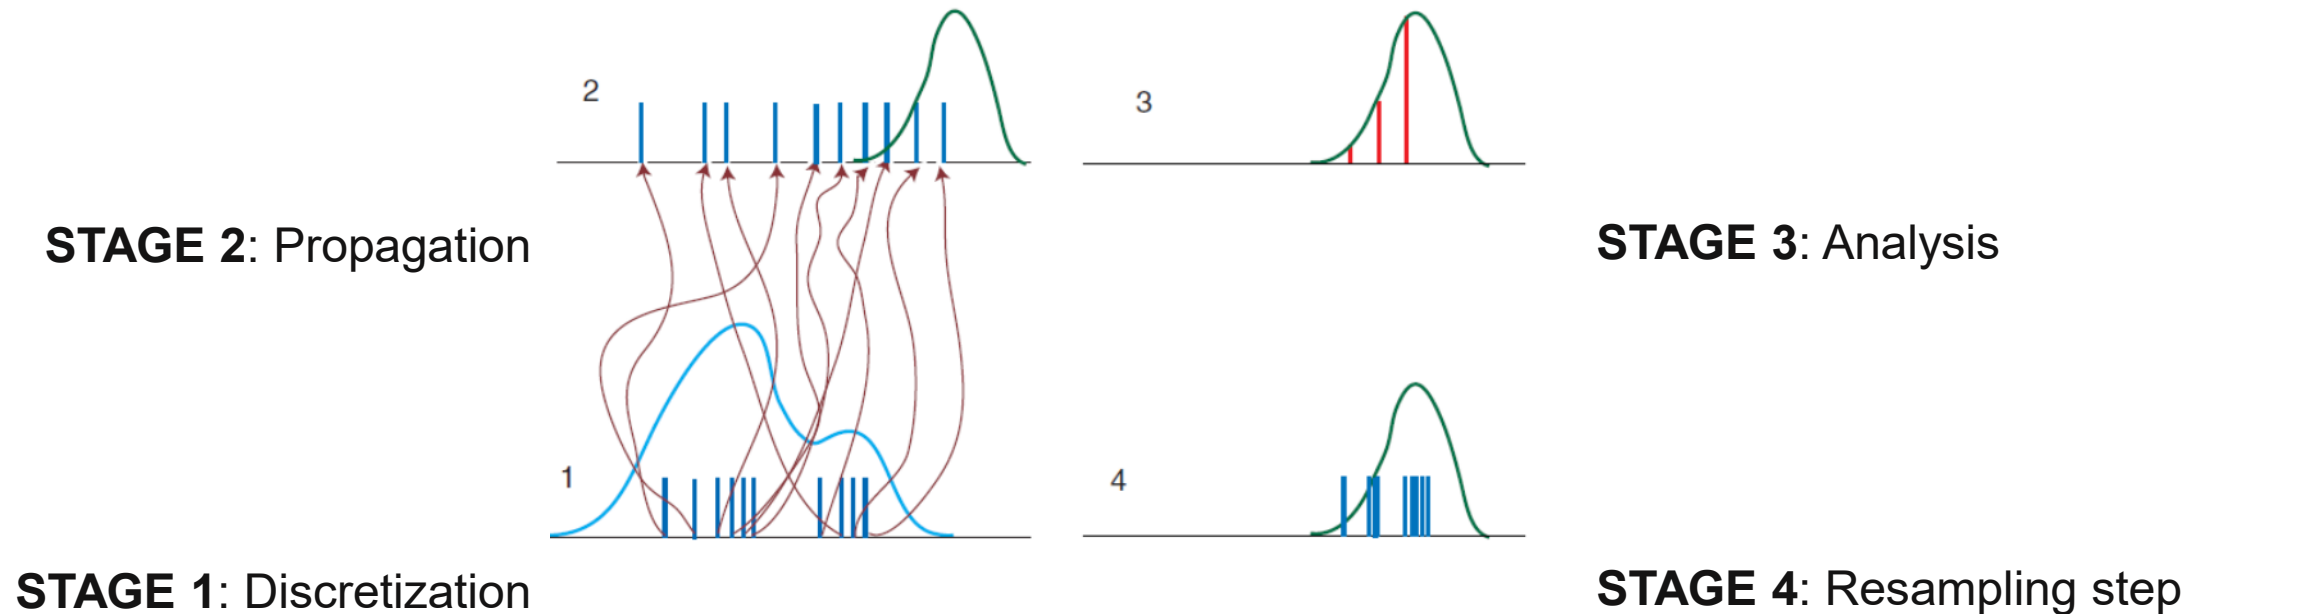 2
3
STAGE 2: Propagation
STAGE 3: Analysis
1
4
STAGE 1: Discretization
STAGE 4: Resampling step